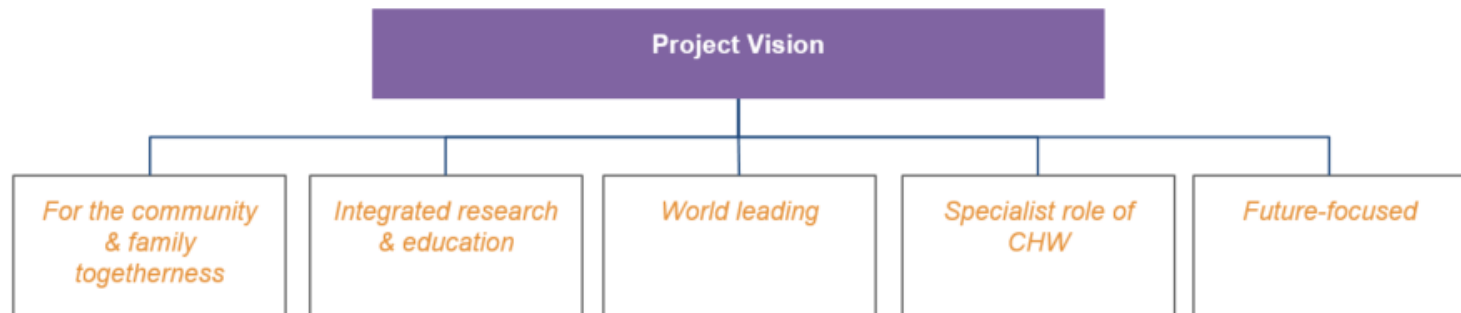 Project Vision
For the community
& family
togetherness
Integrated research
& education
World leading
Specialist role of
CHW
Future-focused